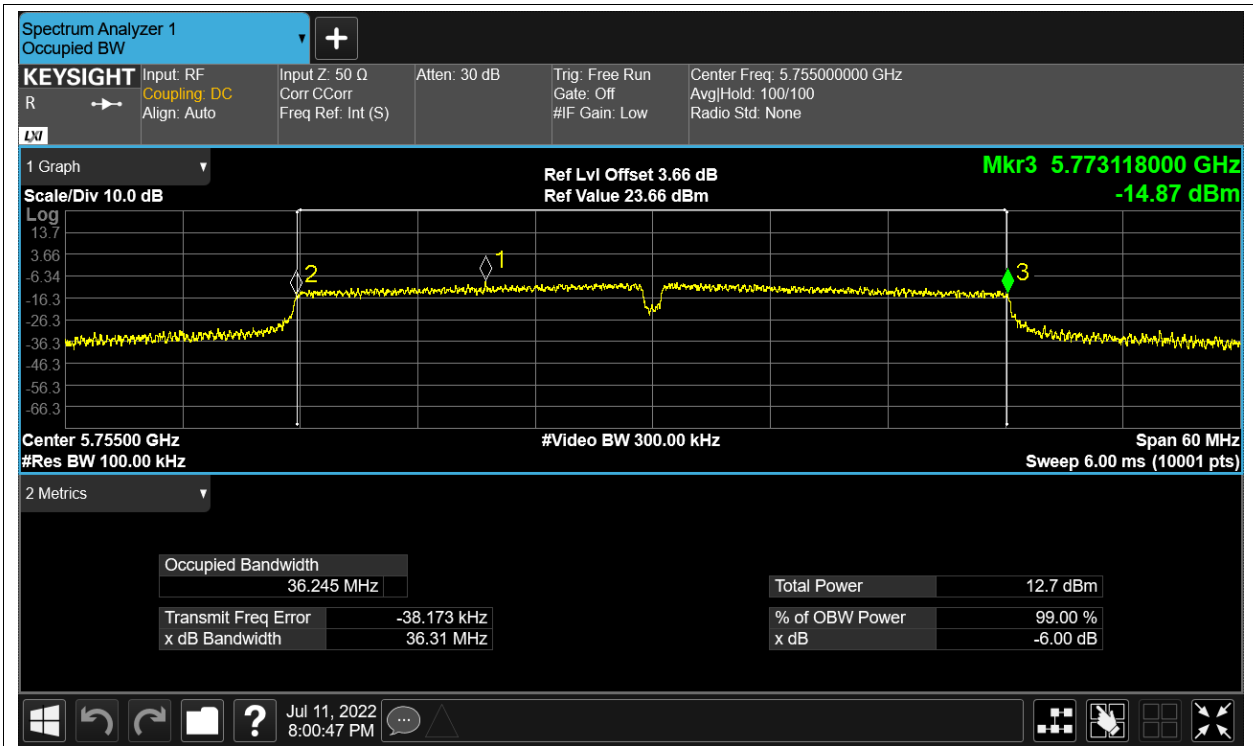 Spectrum Analyzer 1
Occupied BW
KEYSIGHT Input: RF Input Z: 50 Ω Atten: 30 dB Trig: Free Run Center Freq: 5.755000000 GHz
R Coupling: DC Corr CCorr Gate: Off Avg|Hold: 100/100
Align: Auto Freq Ref: Int (S) #IF Gain: Low Radio Std: None
LXI
1 Graph Ref Lvl Offset 3.66 dB Mkr3 5.773118000 GHz
Scale/Div 10.0 dB Ref Value 23.66 dBm -14.87 dBm
Log
13.7
3.66 1
-6.34 2 3
-16.3
-26.3
-36.3
-46.3
-56.3
-66.3
Center 5.75500 GHz #Video BW 300.00 kHz Span 60 MHz
#Res BW 100.00 kHz Sweep 6.00 ms (10001 pts)
2 Metrics
Occupied Bandwidth
36.245 MHz Total Power 12.7 dBm
Transmit Freq Error -38.173 kHz % of OBW Power 99.00 %
x dB Bandwidth 36.31 MHz x dB -6.00 dB
? Jul 11, 2022
8:00:47 PM